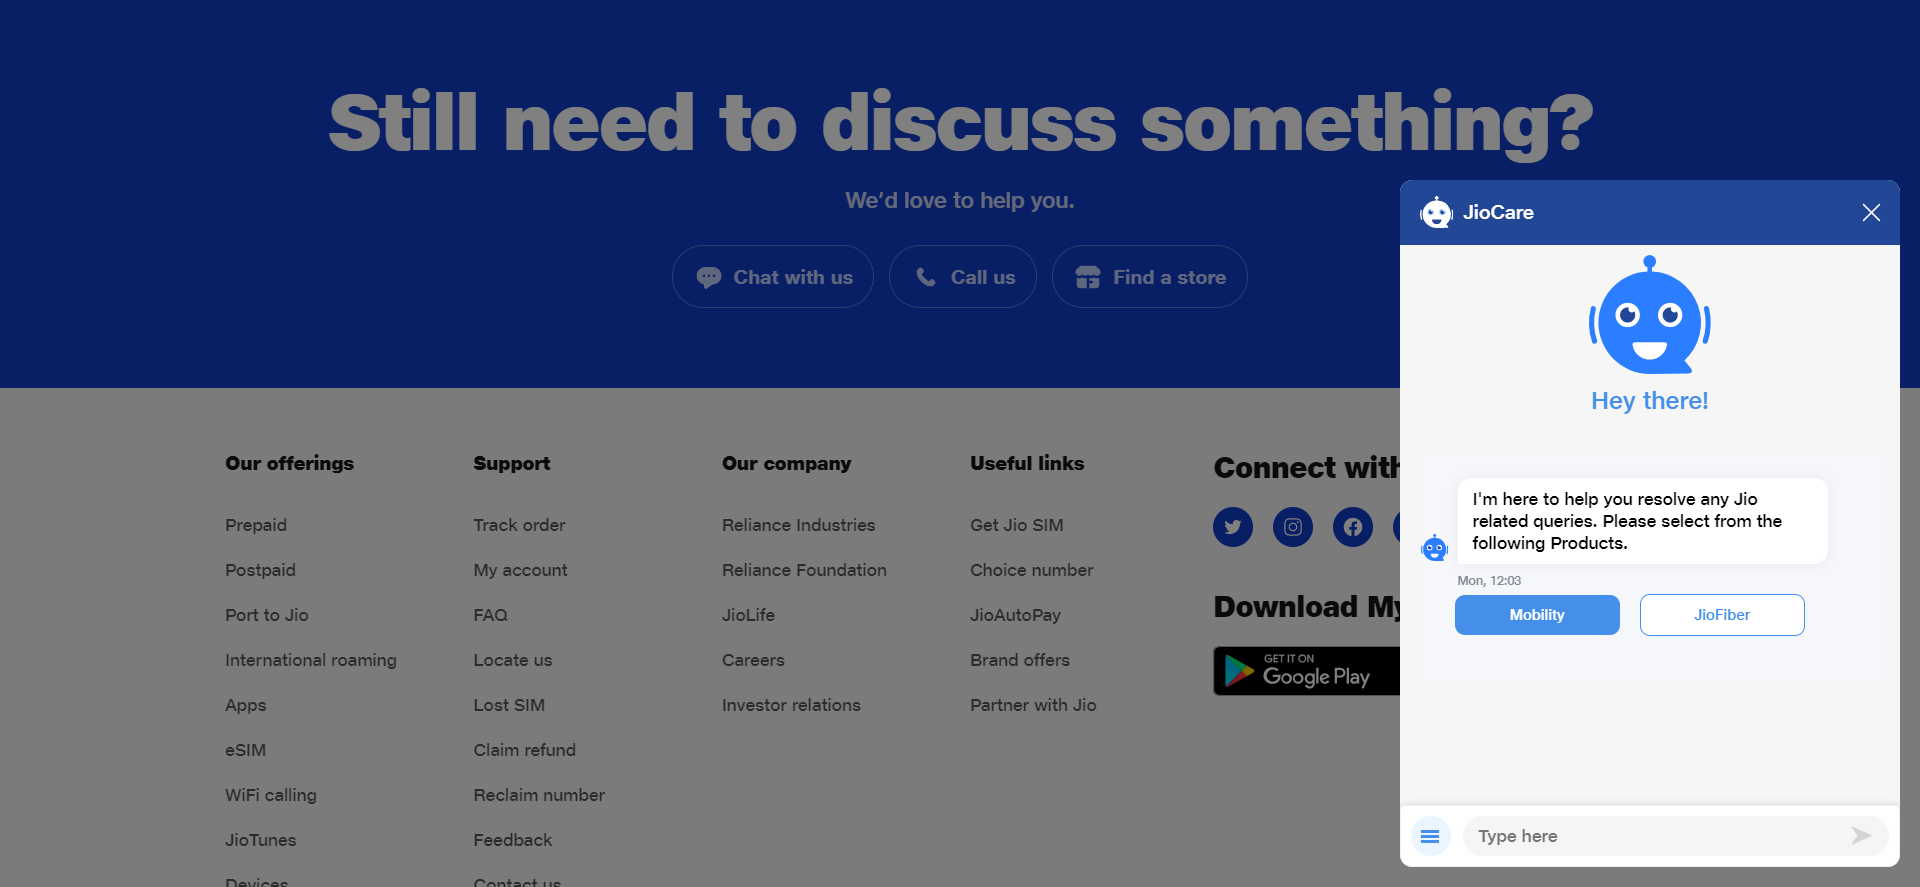 Still need to discuss something?
We’d love to help you.
Chat with us
Call us
Find a store
Our offerings
Prepaid
Postpaid
Port to Jio
International roaming
Apps
eSIM
WiFi calling
JioTunes
Devices
Support
Track order
My account
FAQ
Locate us
Lost SIM
Claim refund
Reclaim number
Feedback
Contact us
Our company
Reliance Industries
Reliance Foundation
JioLife
Careers
Investor relations
Useful links
Get Jio SIM
Choice number
JioAutoPay
Brand offers
Partner with Jio
Connect with
Download My
GET IT ON
Google Play
JioCare
Hey there!
I'm here to help you resolve any Jio
related queries. Please select from the
following Products.
Mon, 12:03
Mobility
JioFiber
Type here